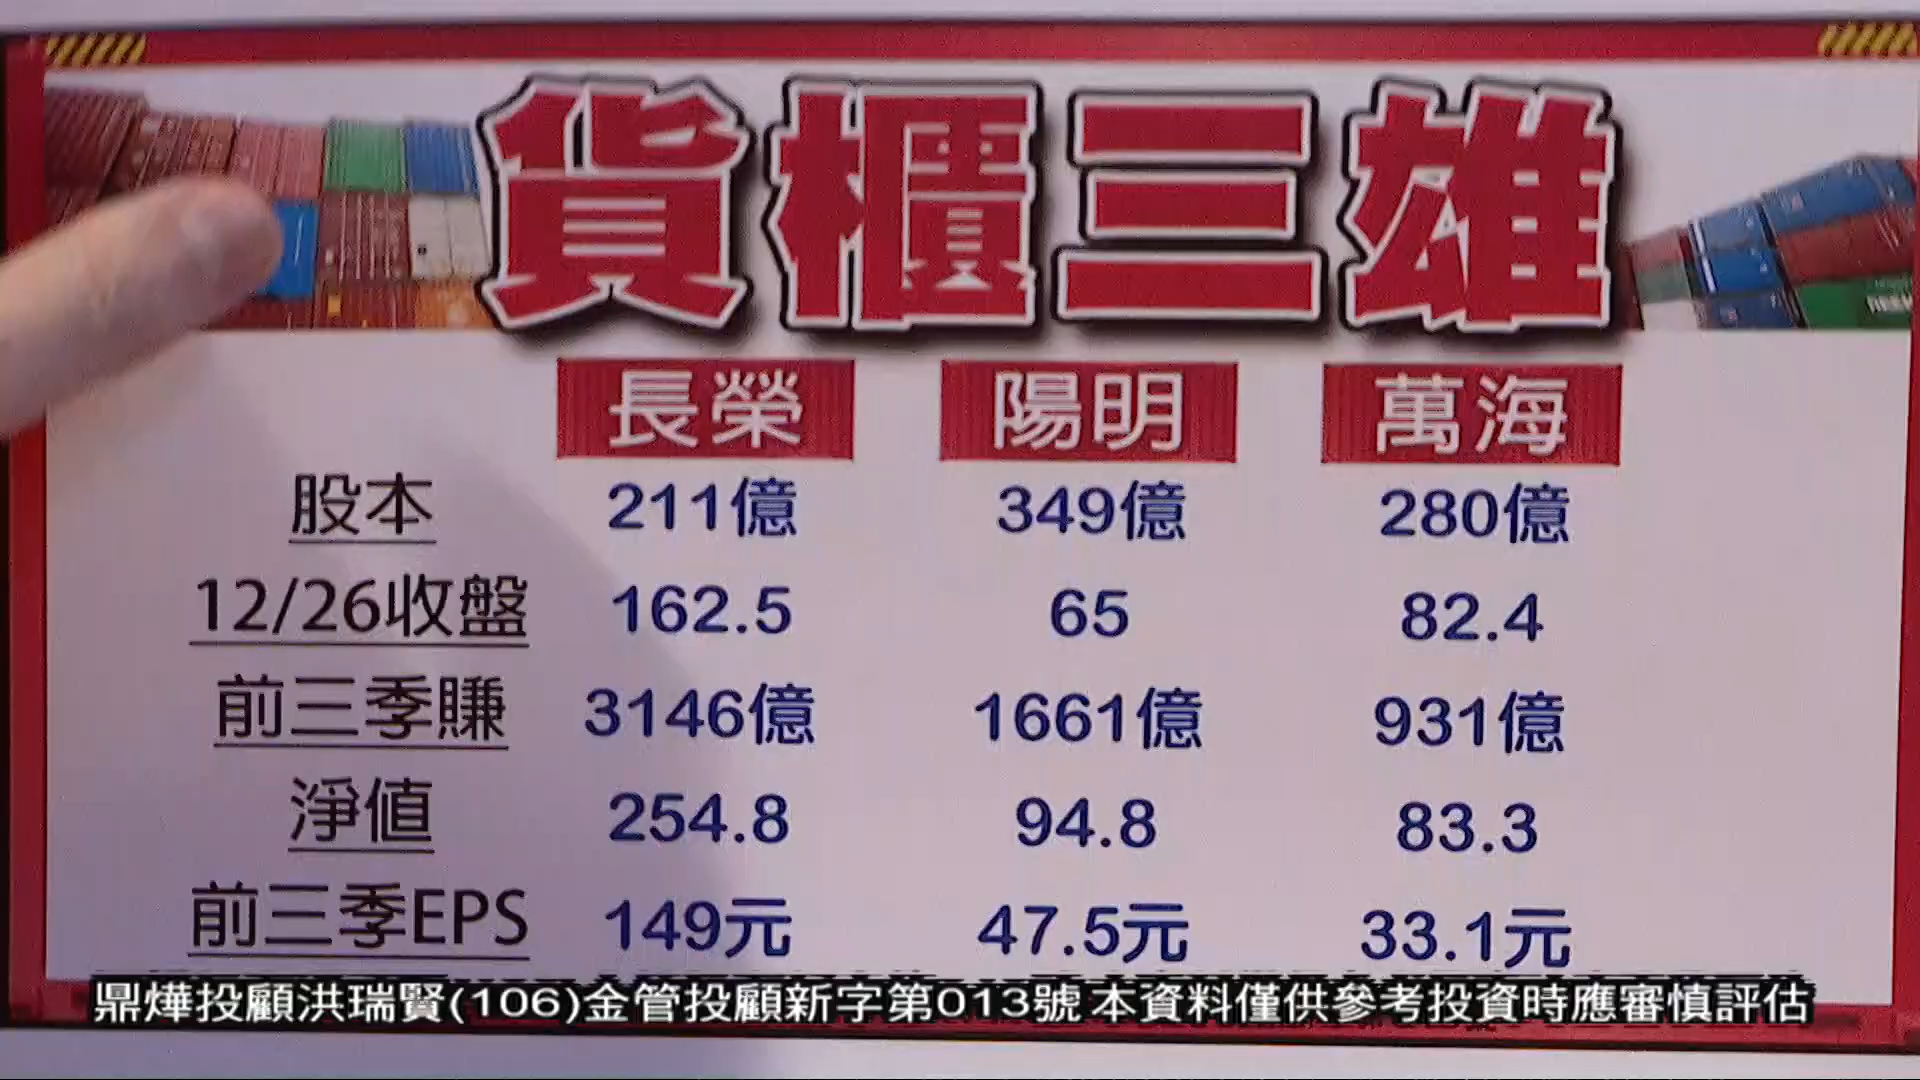 貨櫃三雄
長榮 陽明 萬海
股本 211億 349億 280億
12/26收盤 162.5 65 82.4
前三季賺 3146億 1661億 931億
淨值 254.8 94.8 83.3
前三季EPS 149元 47.5元 33.1元
鼎燁投顧洪瑞賢(106)金管投顧新字第013號 本資料僅供參考投資時應審慎評估